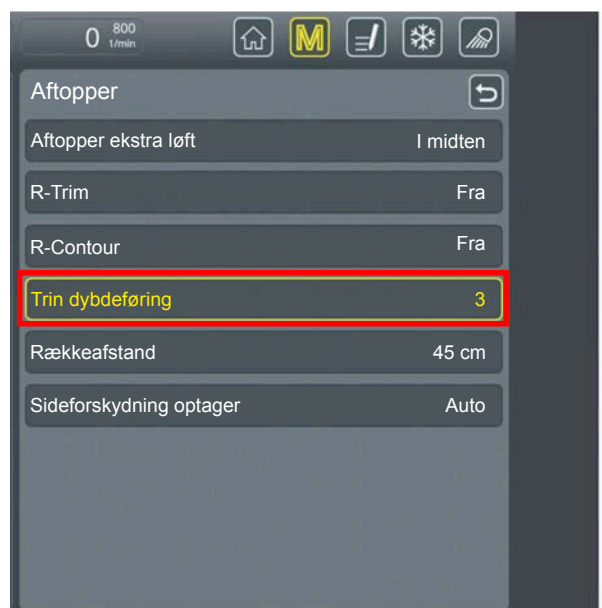 0 800 1/min M
Aftopper
Aftopper ekstra løft I midten
R-Trim Fra
R-Contour Fra
Trin dybdeføring 3
Rækkeafstand 45 cm
Sideforskydning optager Auto